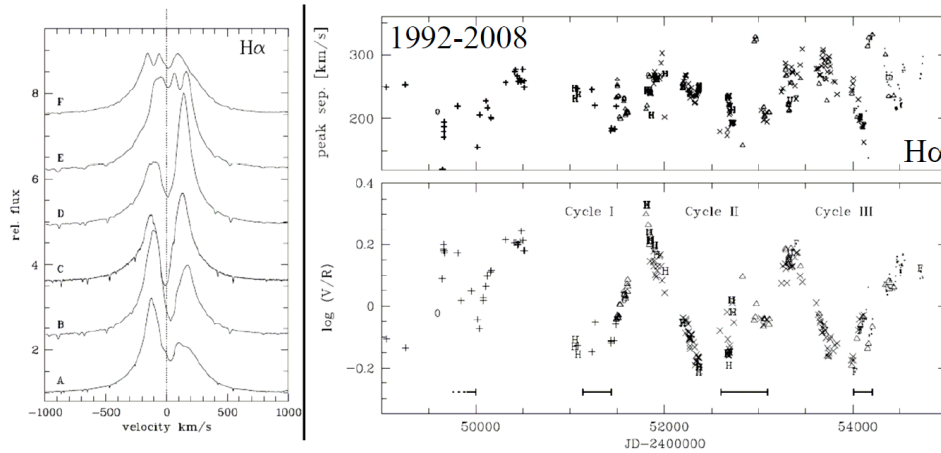 Hα
rel. flux
8
6
4
2
F
E
D
C
B
A
-1000
-500
0
500
1000
velocity km/s
1992-2008
peak sep. [km/s]
300
200
Hα
log (V/R)
0.4
0.2
0
-0.2
Cycle I
Cycle II
Cycle III
50000
52000
54000
JD-2400000